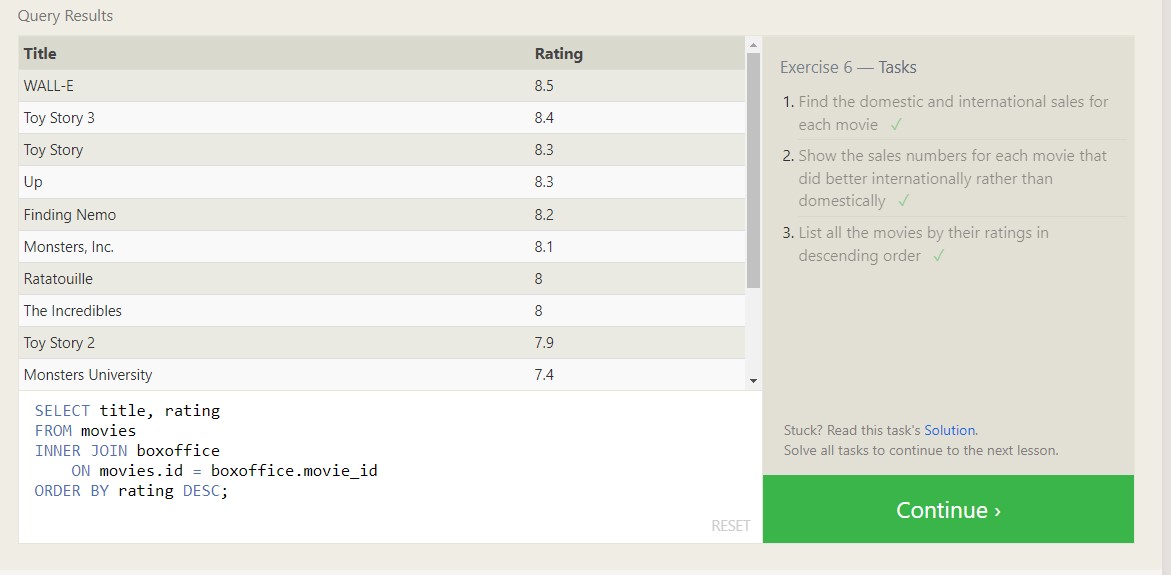 Query Results
Title Rating
WALL-E 8.5
Toy Story 3 8.4
Toy Story 8.3
Up 8.3
Finding Nemo 8.2
Monsters, Inc. 8.1
Ratatouille 8
The Incredibles 8
Toy Story 2 7.9
Monsters University 7.4
SELECT title, rating
FROM movies
INNER JOIN boxoffice
    ON movies.id = boxoffice.movie_id
ORDER BY rating DESC;
RESET
Exercise 6 — Tasks
1. Find the domestic and international sales for
each movie ✓
2. Show the sales numbers for each movie that
did better internationally rather than
domestically ✓
3. List all the movies by their ratings in
descending order ✓
Stuck? Read this task's Solution.
Solve all tasks to continue to the next lesson.
Continue ›